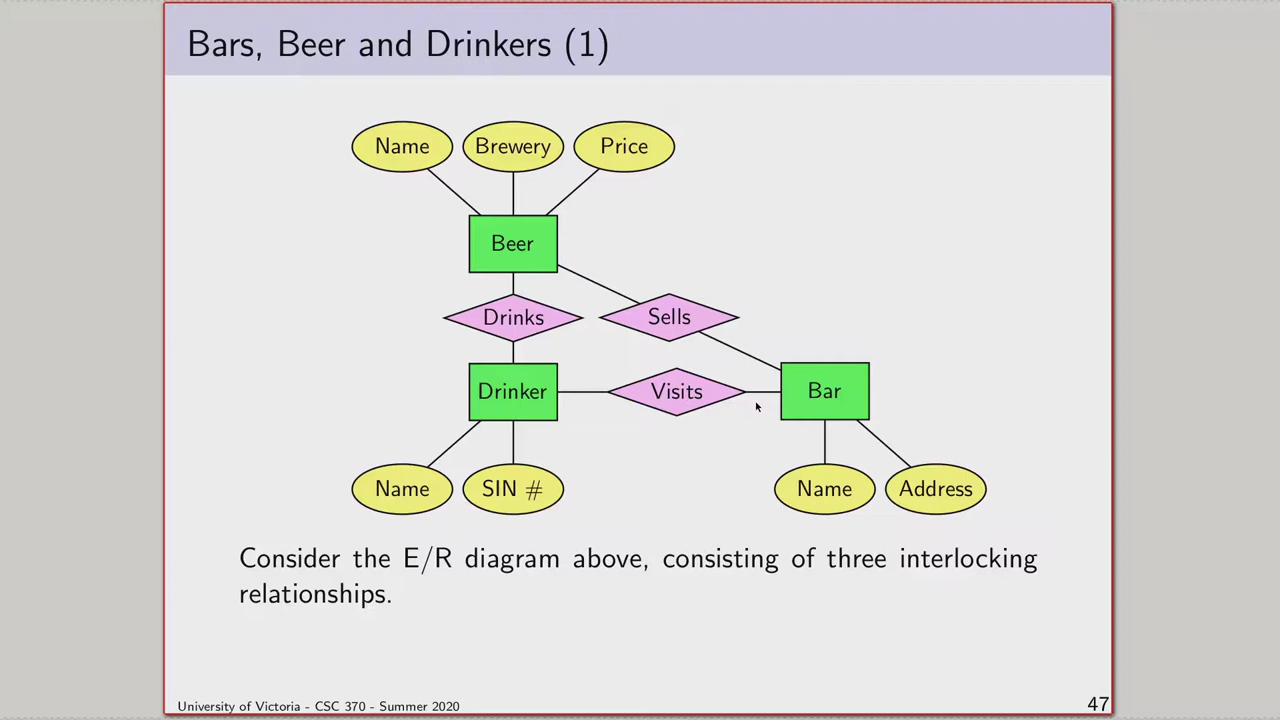 Bars, Beer and Drinkers (1)
Name
Brewery
Price
Beer
Drinks
Sells
Drinker
Visits
Bar
Name
SIN #
Name
Address
Consider the E/R diagram above, consisting of three interlocking
relationships.
University of Victoria - CSC 370 - Summer 2020
47